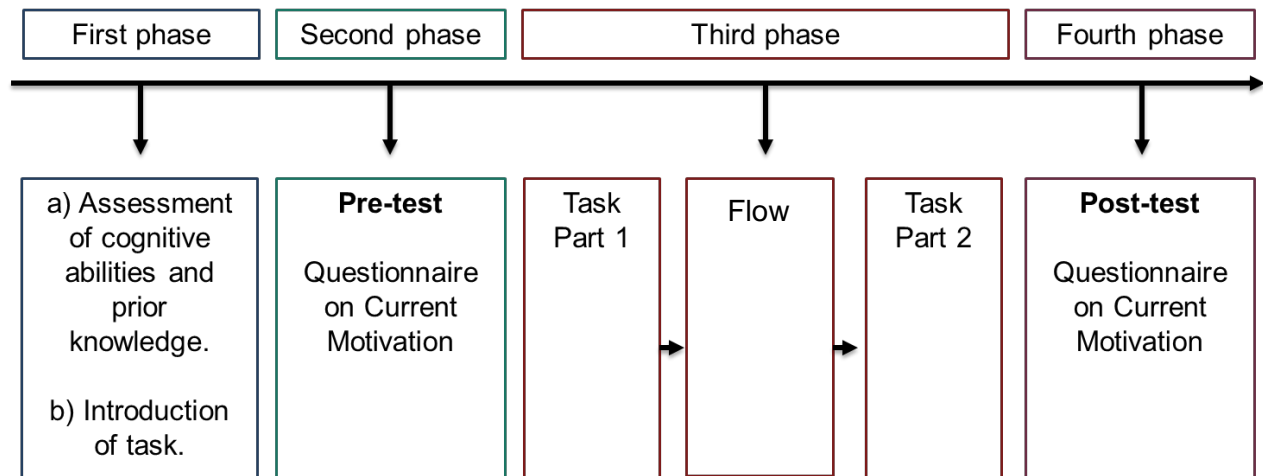 First phase
Second phase
Third phase
Fourth phase
a) Assessment
of cognitive
abilities and
prior
knowledge.
b) Introduction
of task.
Pre-test
Questionnaire
on Current
Motivation
Task
Part 1
Flow
Task
Part 2
Post-test
Questionnaire
on Current
Motivation